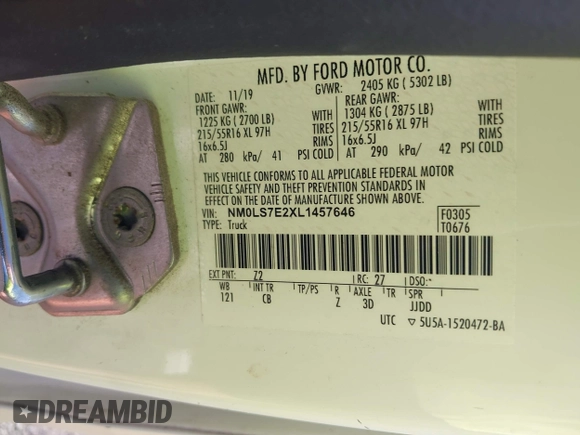 MFD. BY FORD MOTOR CO.
DATE: 11/19 GVWR: 2405 KG ( 5302 LB)
FRONT GAWR: REAR GAWR:
1225 KG ( 2700 LB) WITH 1304 KG ( 2875 LB) WITH
215/55R16 XL 97H TIRES 215/55R16 XL 97H TIRES
16x6.5J RIMS 16x6.5J RIMS
AT 280 kPa/ 41 PSI COLD AT 290 kPa/ 42 PSI COLD
THIS VEHICLE CONFORMS TO ALL APPLICABLE FEDERAL MOTOR
VEHICLE SAFETY AND THEFT PREVENTION STANDARDS IN
EFFECT ON THE DATE OF MANUFACTURE SHOWN ABOVE.
VIN: NM0LS7E2XL1457646 F0305
TYPE: Truck T0676
EXT PNT: Z2 RC: 27 DSO:
WB INT TR TP/PS R AXLE TR SPR
121 CB Z 3D JJDD
UTC 5U5A-1520472-BA
DREAMBID